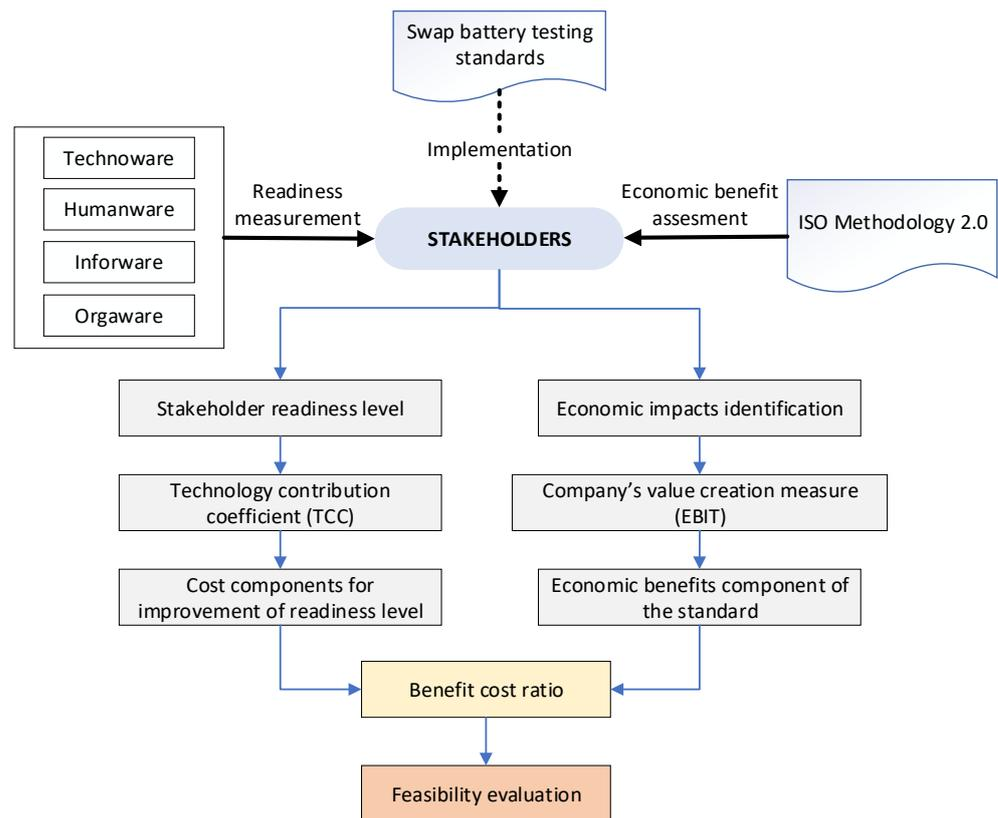 Swap battery testing
standards
Implementation
Technoware
Humanware
Inforware
Orgaware
Readiness
measurement
STAKEHOLDERS
Economic benefit
assesment
ISO Methodology 2.0
Stakeholder readiness level
Economic impacts identification
Technology contribution
coefficient (TCC)
Company’s value creation measure
(EBIT)
Cost components for
improvement of readiness level
Economic benefits component of
the standard
Benefit cost ratio
Feasibility evaluation